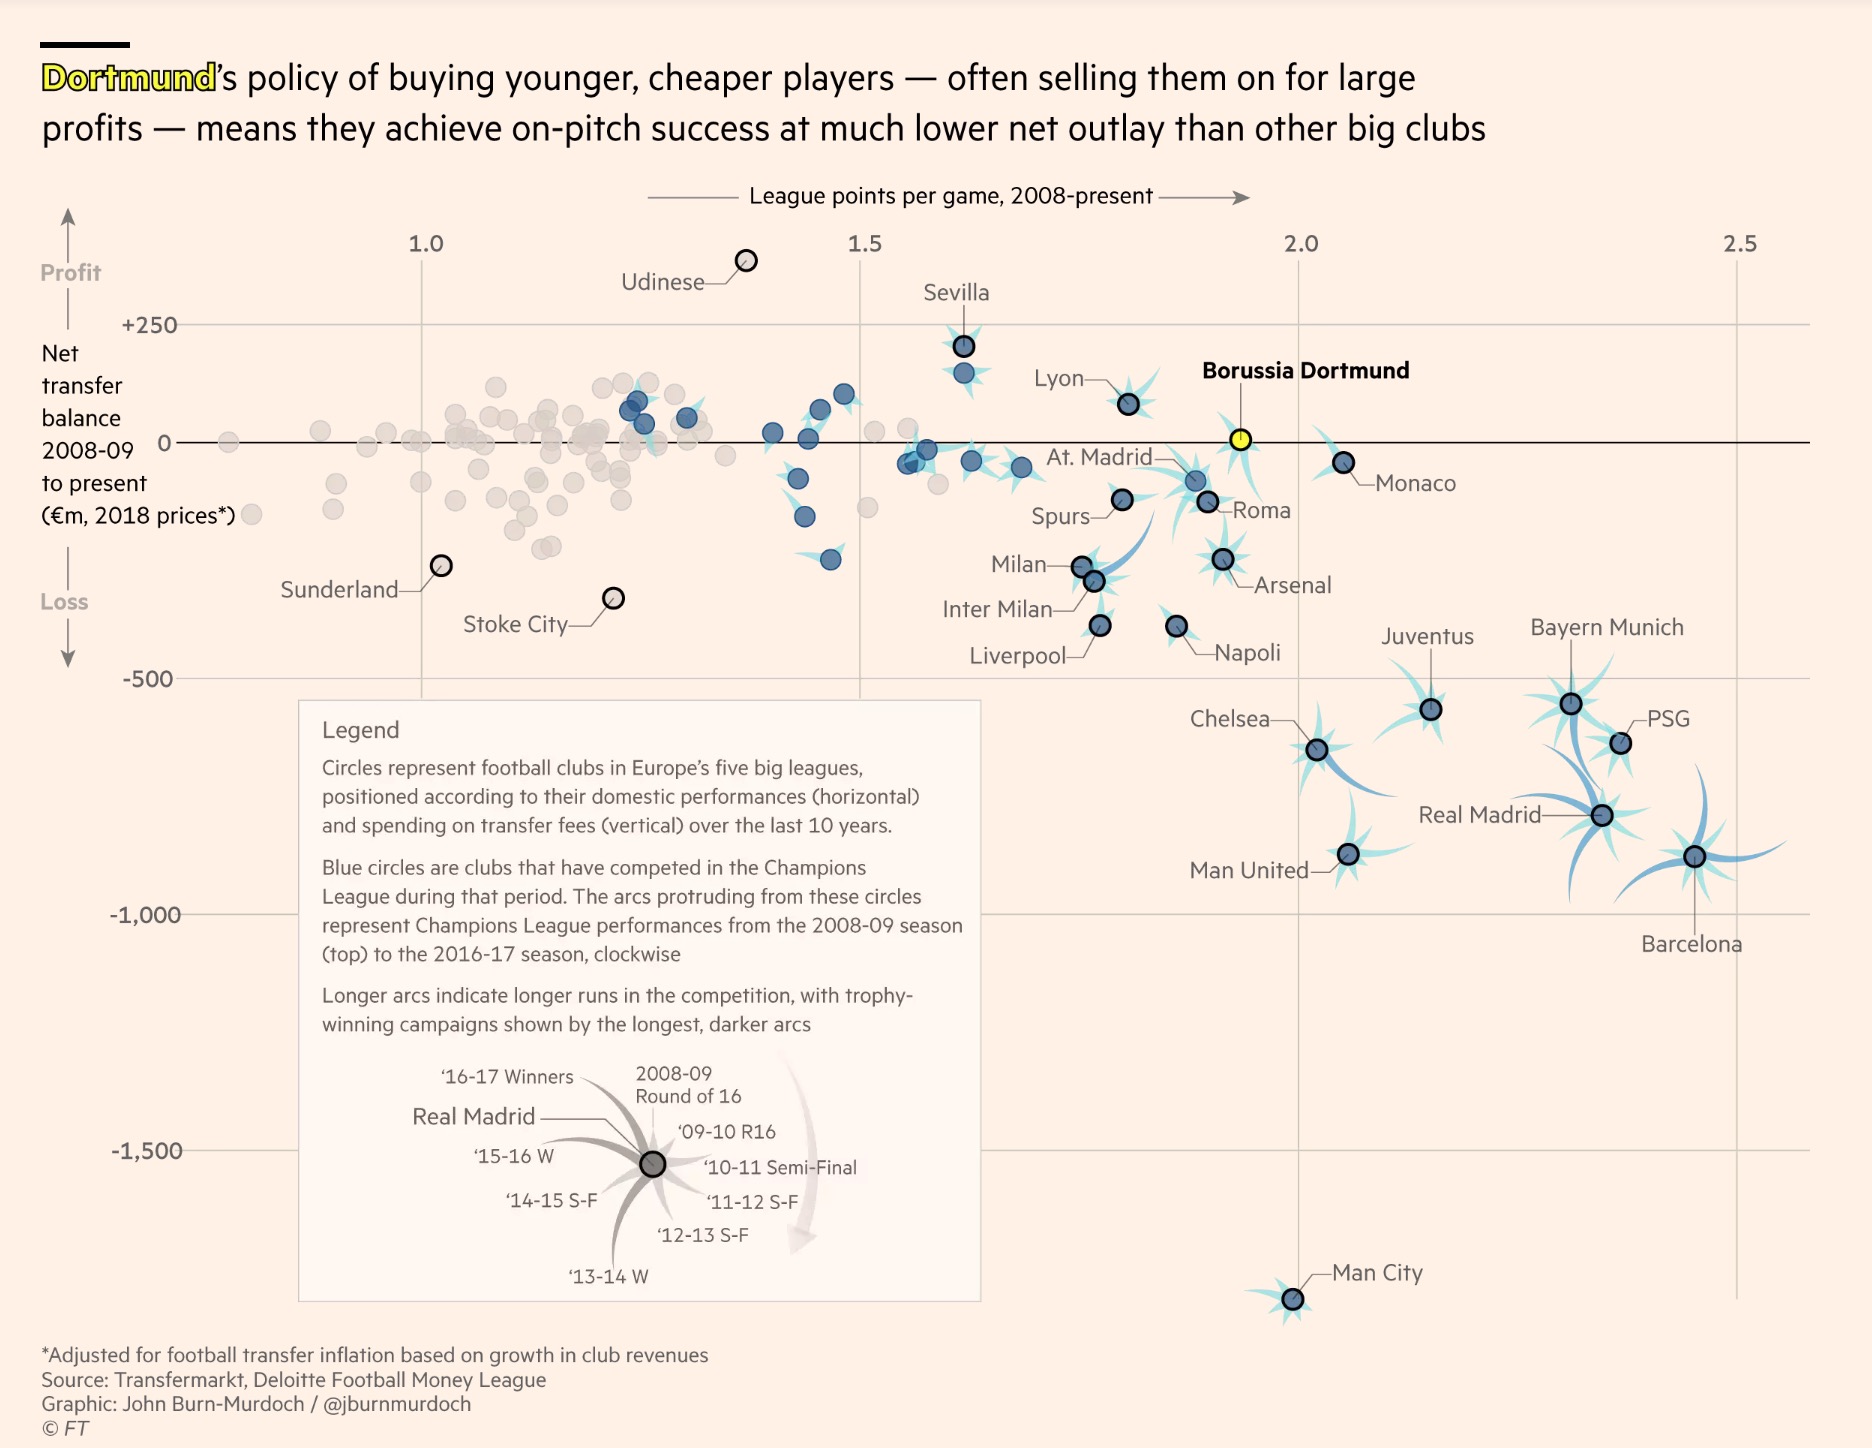 Dortmund’s policy of buying younger, cheaper players — often selling them on for large
profits — means they achieve on-pitch success at much lower net outlay than other big clubs
League points per game, 2008-present
1.0
1.5
2.0
2.5
Profit
Udinese
Sevilla
+250
Net
transfer
balance
2008-09
to present
(€m, 2018 prices*)
0
Lyon
Borussia Dortmund
At. Madrid
Monaco
Spurs
Roma
Milan
Arsenal
Sunderland
Loss
Inter Milan
Stoke City
Liverpool
Napoli
Juventus
Bayern Munich
-500
Chelsea
PSG
Real Madrid
Man United
-1,000
Barcelona
-1,500
Man City
Legend
Circles represent football clubs in Europe’s five big leagues,
positioned according to their domestic performances (horizontal)
and spending on transfer fees (vertical) over the last 10 years.
Blue circles are clubs that have competed in the Champions
League during that period. The arcs protruding from these circles
represent Champions League performances from the 2008-09 season
(top) to the 2016-17 season, clockwise
Longer arcs indicate longer runs in the competition, with trophy-
winning campaigns shown by the longest, darker arcs
‘16-17 Winners
2008-09
Round of 16
Real Madrid
‘09-10 R16
‘15-16 W
‘10-11 Semi-Final
‘14-15 S-F
‘11-12 S-F
‘12-13 S-F
‘13-14 W
*Adjusted for football transfer inflation based on growth in club revenues
Source: Transfermarkt, Deloitte Football Money League
Graphic: John Burn-Murdoch / @jburnmurdoch
© FT